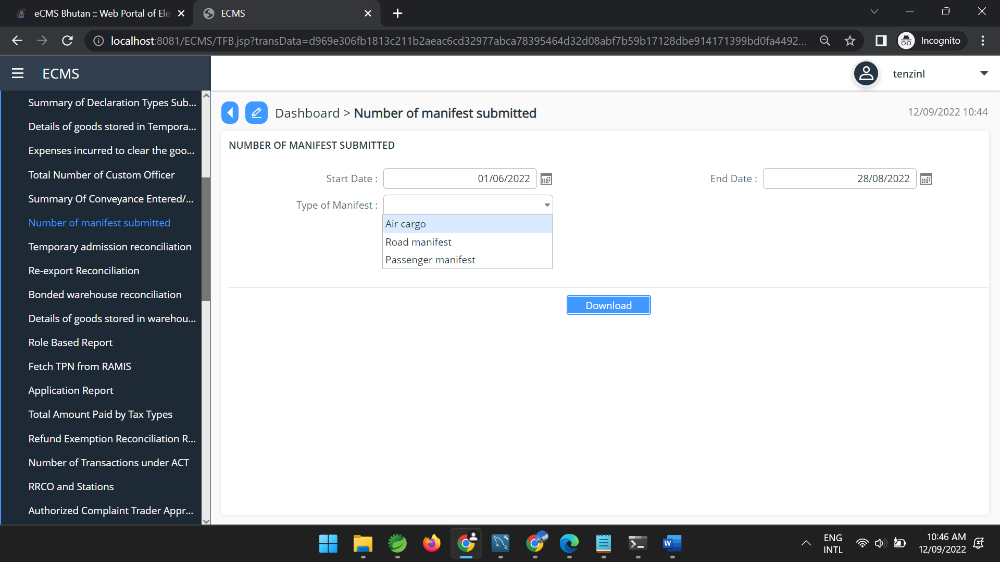 eCMS Bhutan :: Web Portal of Ele
ECMS
localhost:8081/ECMS/TFB.jsp?transData=d969e306fb1813c211b2aeac6cd32977abca78395464d32d08abf7b59b17128dbe914171399bd0fa4492...
Incognito
ECMS
tenzinl
Summary of Declaration Types Sub...
Details of goods stored in Tempora...
Expenses incurred to clear the goo...
Total Number of Custom Officer
Summary Of Conveyance Entered/...
Number of manifest submitted
Temporary admission reconciliation
Re-export Reconciliation
Bonded warehouse reconciliation
Details of goods stored in warehou...
Role Based Report
Fetch TPN from RAMIS
Application Report
Total Amount Paid by Tax Types
Refund Exemption Reconciliation R...
Number of Transactions under ACT
RRCO and Stations
Authorized Complaint Trader Appr...
Dashboard > Number of manifest submitted
12/09/2022 10:44
NUMBER OF MANIFEST SUBMITTED
Start Date : 01/06/2022
End Date : 28/08/2022
Type of Manifest :
Air cargo
Road manifest
Passenger manifest
Download
W
ENG
INTL
10:46 AM
12/09/2022